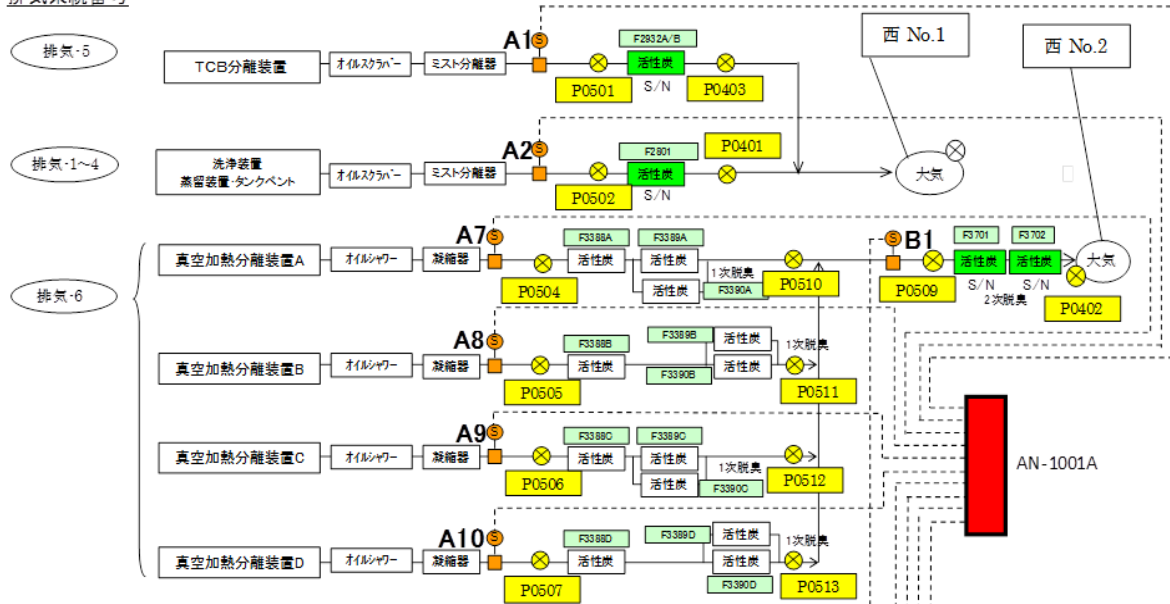 排気系統番号
排気-5
TCB分離装置
オイルスクラバー
ミスト分離器
A1
S
P0501
F2932A/B
活性炭
S/N
P0403
西 No.1
西 No.2
排気-1~4
洗浄装置
蒸留装置・タンクベント
オイルスクラバー
ミスト分離器
A2
S
P0502
F2801
活性炭
S/N
P0401
大気
排気-6
真空加熱分離装置A
オイルシャワー
凝縮器
A7
S
P0504
F3388A
活性炭
F3389A
活性炭
活性炭
1次脱臭
F3390A
P0510
S
B1
P0509
F3701
活性炭
S/N
F3702
活性炭
S/N
2次脱臭
大気
P0402
真空加熱分離装置B
オイルシャワー
凝縮器
A8
S
P0505
F3388B
活性炭
F3389B
活性炭
F3390B
活性炭
1次脱臭
P0511
真空加熱分離装置C
オイルシャワー
凝縮器
A9
S
P0506
F3388C
活性炭
F3389C
活性炭
活性炭
1次脱臭
F3390C
P0512
AN-1001A
真空加熱分離装置D
オイルシャワー
凝縮器
A10
S
P0507
F3388D
活性炭
F3389D
活性炭
活性炭
F3390D
1次脱臭
P0513